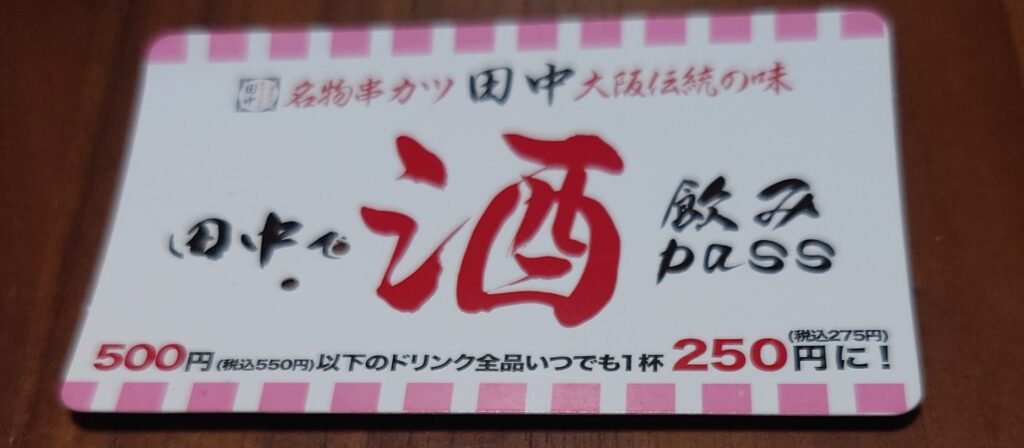 名物串カツ 田中 大阪伝統の味
田中で 酒 飲み
pass
500円(税込550円)以下のドリンク全品いつでも1杯 250円に!
(税込275円)